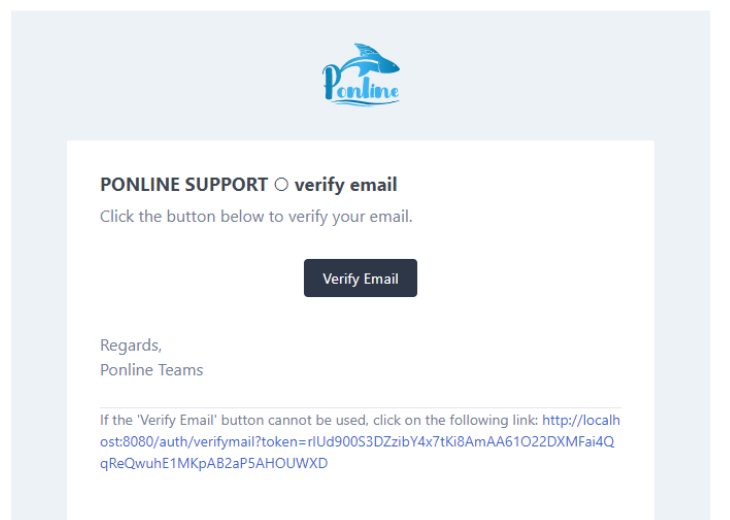 Ponline
PONLINE SUPPORT ○ verify email
Click the button below to verify your email.
Verify Email
Regards,
Ponline Teams
If the 'Verify Email' button cannot be used, click on the following link: http://localh
ost:8080/auth/verifymail?token=rlUd900S3DZzibY4x7tKi8AmAA61O22DXMFai4Q
qReQwuhE1MKpAB2aP5AHOUWXD